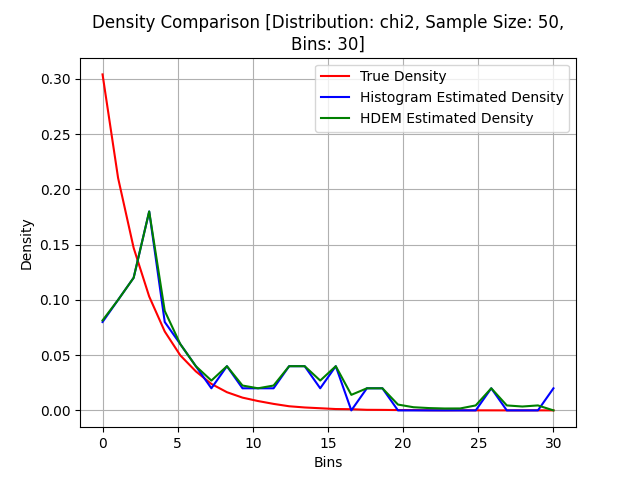 Density Comparison [Distribution: chi2, Sample Size: 50,
Bins: 30]
True Density
Histogram Estimated Density
HDEM Estimated Density
Density
0.30
0.25
0.20
0.15
0.10
0.05
0.00
0 5 10 15 20 25 30
Bins